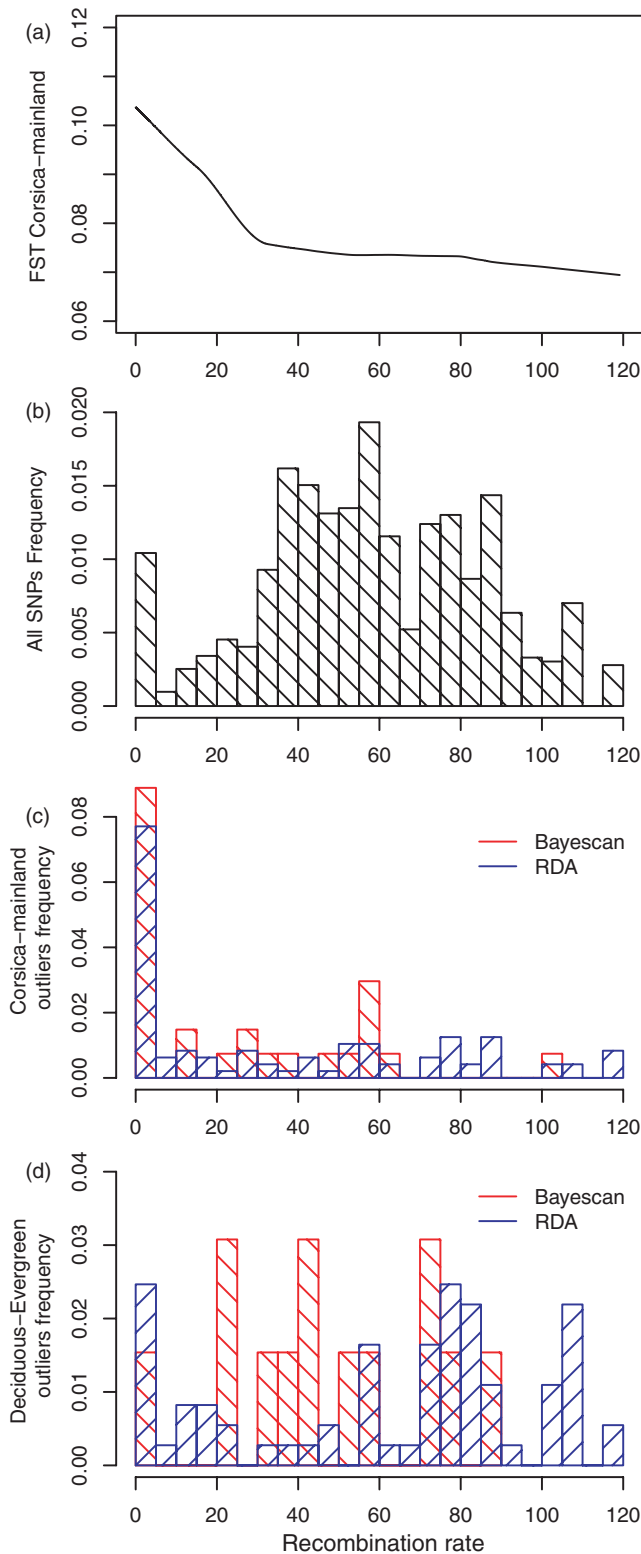 (a)
FST Corsica−mainland
0.12
0.10
0.08
0.06
0 20 40 60 80 100 120
(b)
All SNPs Frequency
0.020
0.015
0.010
0.005
0.000
0 20 40 60 80 100 120
(c)
Corsica−mainland
outliers frequency
0.08
0.06
0.04
0.02
0.00
Bayescan
RDA
0 20 40 60 80 100 120
(d)
Deciduous−Evergreen
outliers frequency
0.04
0.03
0.02
0.01
0.00
Bayescan
RDA
0 20 40 60 80 100 120
Recombination rate